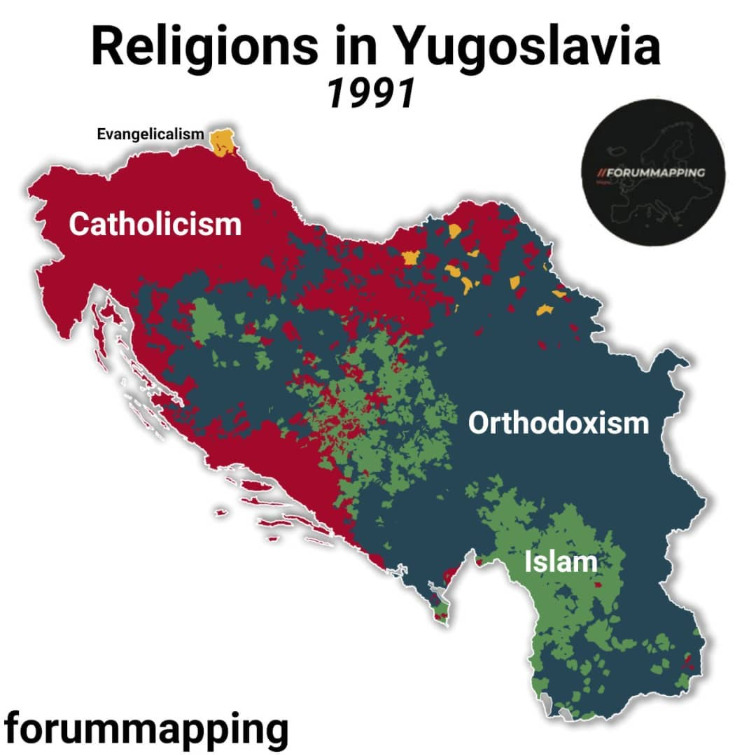 Religions in Yugoslavia
1991
Evangelicalism
//FORUMMAPPING
Catholicism
Orthodoxism
Islam
forummapping